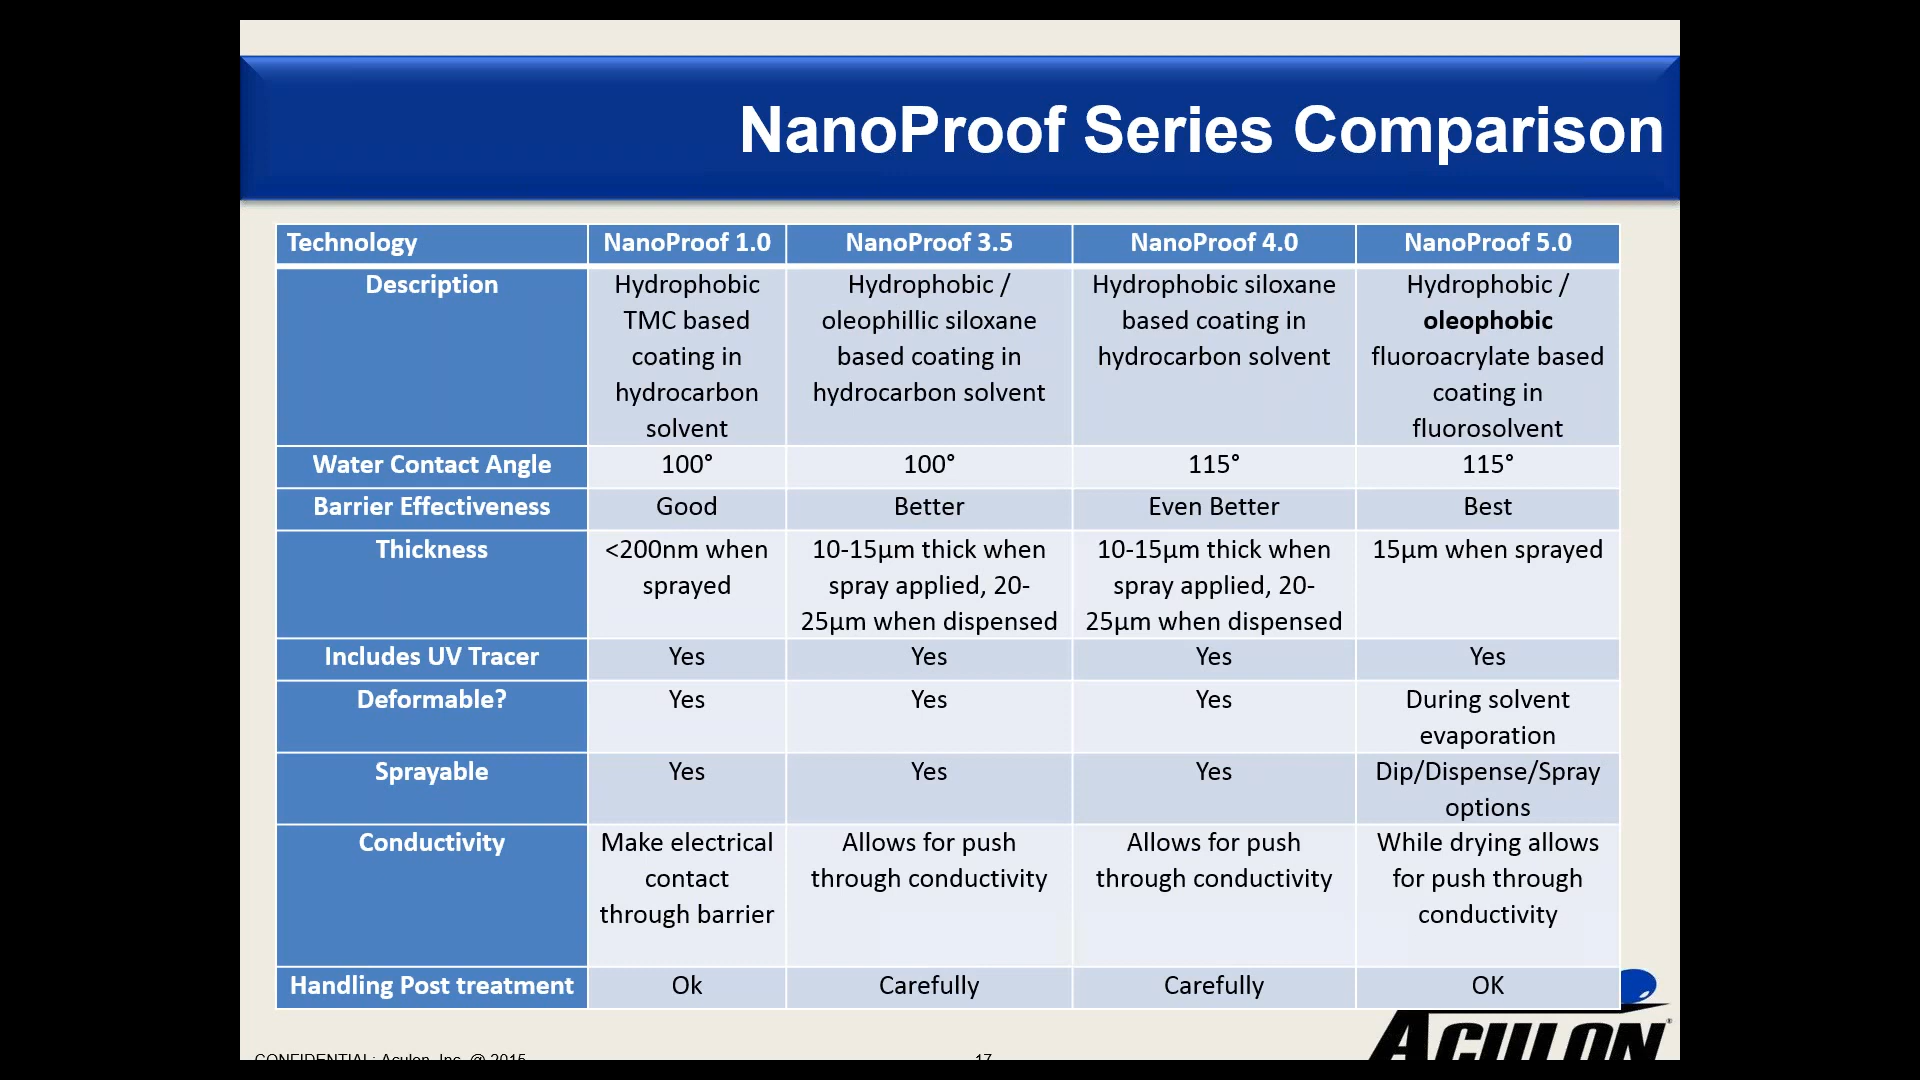 NanoProof Series Comparison
Technology
NanoProof 1.0
NanoProof 3.5
NanoProof 4.0
NanoProof 5.0
Description
Hydrophobic
TMC based
coating in
hydrocarbon
solvent
Hydrophobic /
oleophillic siloxane
based coating in
hydrocarbon solvent
Hydrophobic siloxane
based coating in
hydrocarbon solvent
Hydrophobic /
oleophobic
fluoroacrylate based
coating in
fluorosolvent
Water Contact Angle
100°
100°
115°
115°
Barrier Effectiveness
Good
Better
Even Better
Best
Thickness
<200nm when
sprayed
10-15µm thick when
spray applied, 20-
25µm when dispensed
10-15µm thick when
spray applied, 20-
25µm when dispensed
15µm when sprayed
Includes UV Tracer
Yes
Yes
Yes
Yes
Deformable?
Yes
Yes
Yes
During solvent
evaporation
Sprayable
Yes
Yes
Yes
Dip/Dispense/Spray
options
Conductivity
Make electrical
contact
through barrier
Allows for push
through conductivity
Allows for push
through conductivity
While drying allows
for push through
conductivity
Handling Post treatment
Ok
Carefully
Carefully
OK
CONFIDENTIAL: Aculon, Inc. @ 2015
17
ACULON